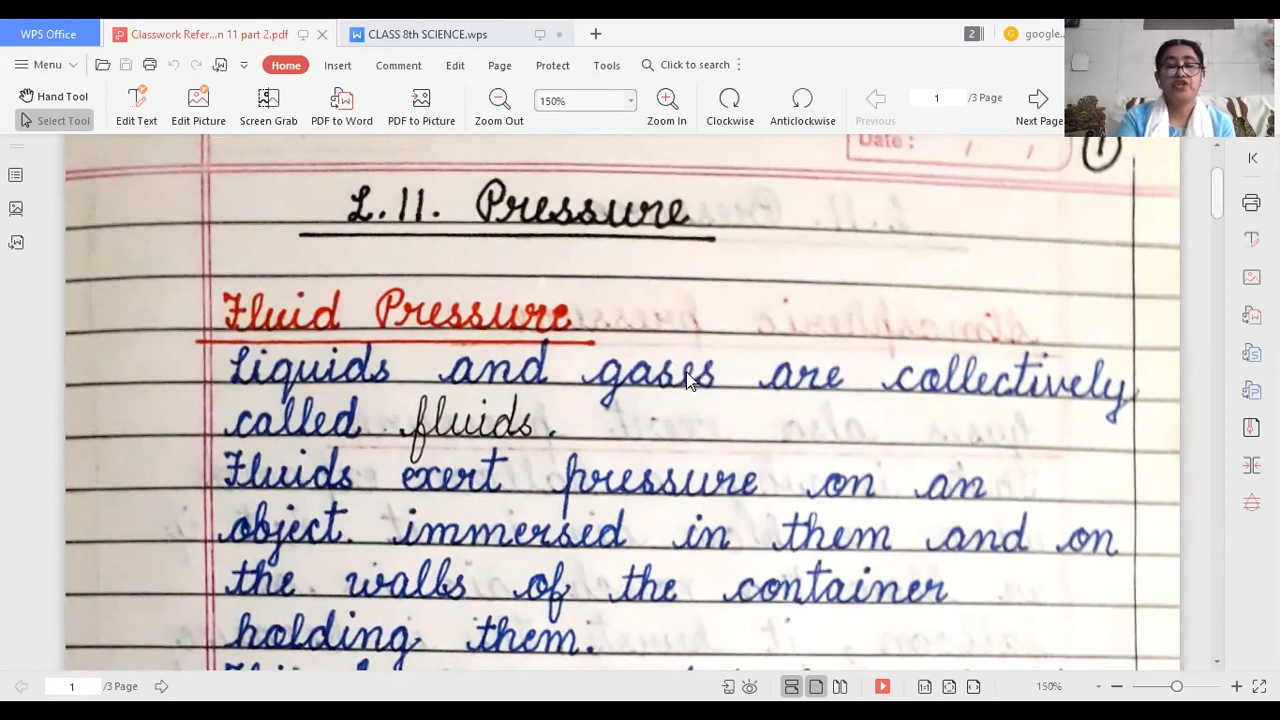 WPS Office
Classwork Refer...n 11 part 2.pdf
CLASS 8th SCIENCE.wps
2
google...
Menu
Home
Insert
Comment
Edit
Page
Protect
Tools
Click to search
Hand Tool
Select Tool
Edit Text
Edit Picture
Screen Grab
PDF to Word
PDF to Picture
Zoom Out
150%
Zoom In
Clockwise
Anticlockwise
Previous
1 /3 Page
Next Page
Date : / /
1
L.11. Pressure
Fluid Pressure
Liquids and gases are collectively
called fluids.
Fluids exert pressure on an
object immersed in them and on
the walls of the container
holding them.
1 /3 Page
150%